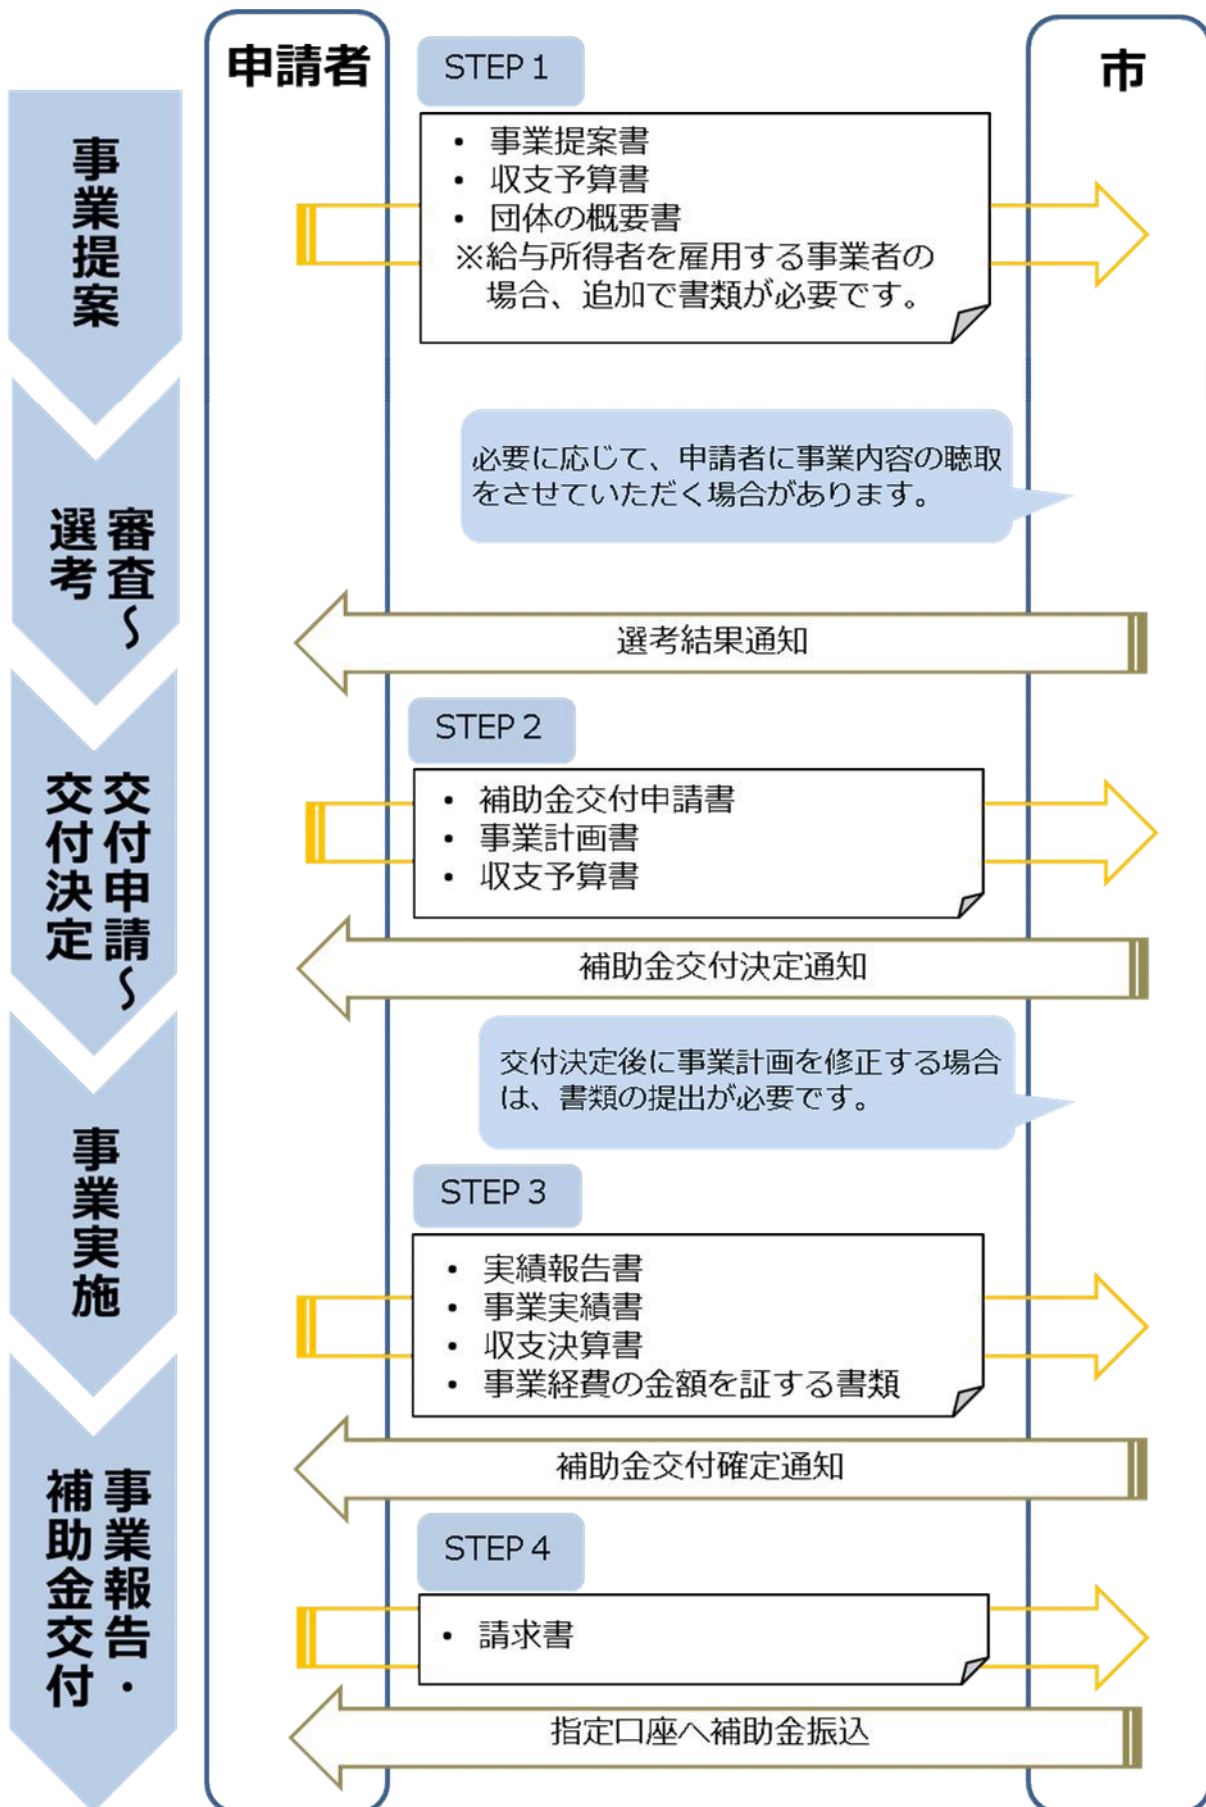 申請者
市
事業提案
STEP 1
・ 事業提案書
・ 収支予算書
・ 団体の概要書
※給与所得者を雇用する事業者の
場合、追加で書類が必要です。
審査~
選考
必要に応じて、申請者に事業内容の聴取
をさせていただく場合があります。
選考結果通知
交付申請~
交付決定
STEP 2
・ 補助金交付申請書
・ 事業計画書
・ 収支予算書
補助金交付決定通知
事業実施
交付決定後に事業計画を修正する場合
は、書類の提出が必要です。
STEP 3
・ 実績報告書
・ 事業実績書
・ 収支決算書
・ 事業経費の金額を証する書類
補助金交付確定通知
事業報告・
補助金交付
STEP 4
・ 請求書
指定口座へ補助金振込